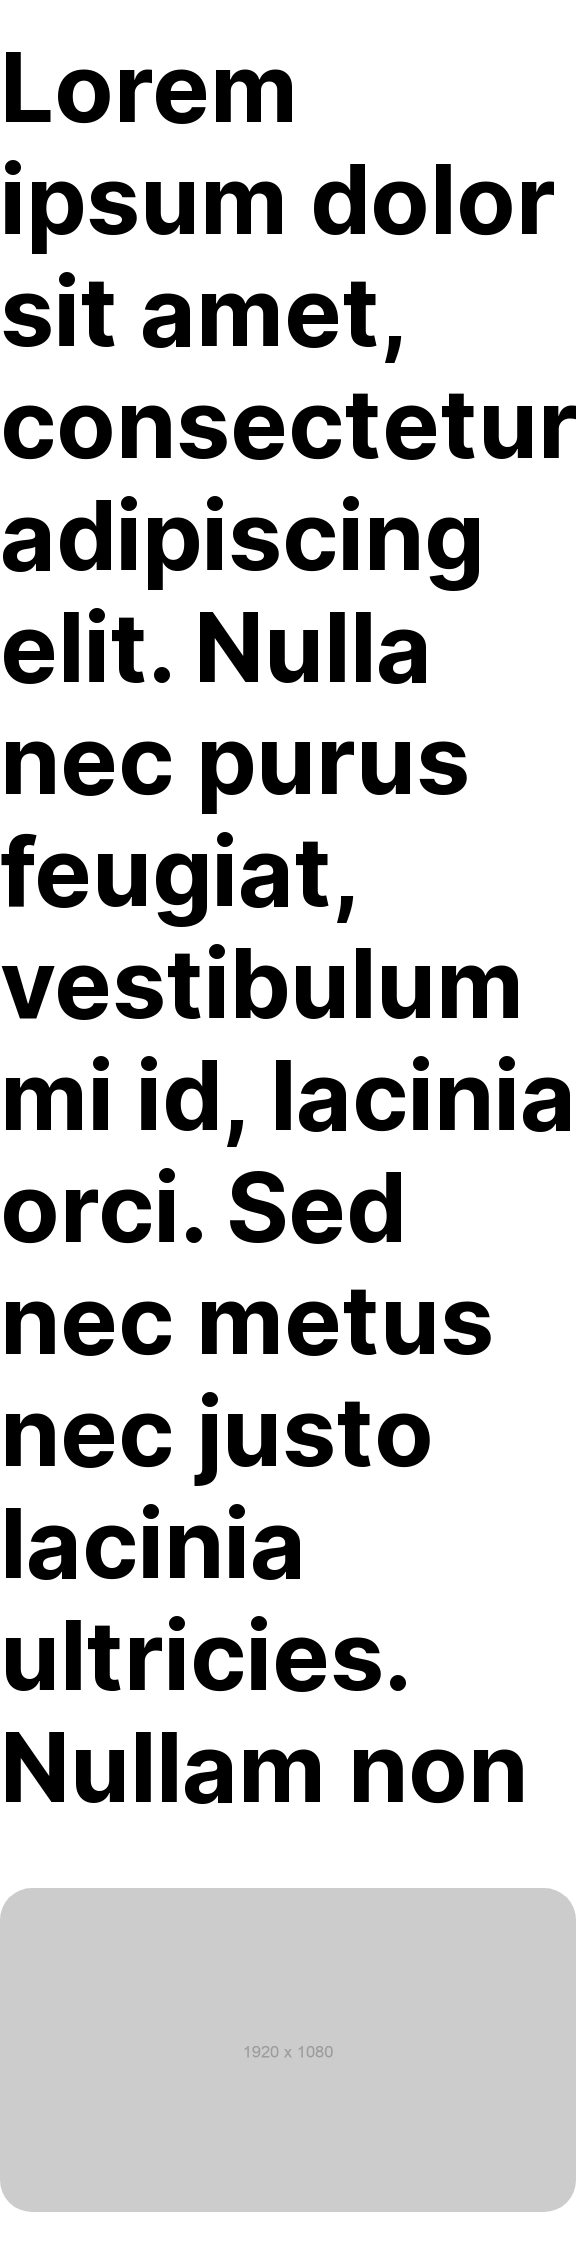 Lorem
ipsum dolor
sit amet,
consectetur
adipiscing
elit. Nulla
nec purus
feugiat,
vestibulum
mi id, lacinia
orci. Sed
nec metus
nec justo
lacinia
ultricies.
Nullam non
1920 x 1080